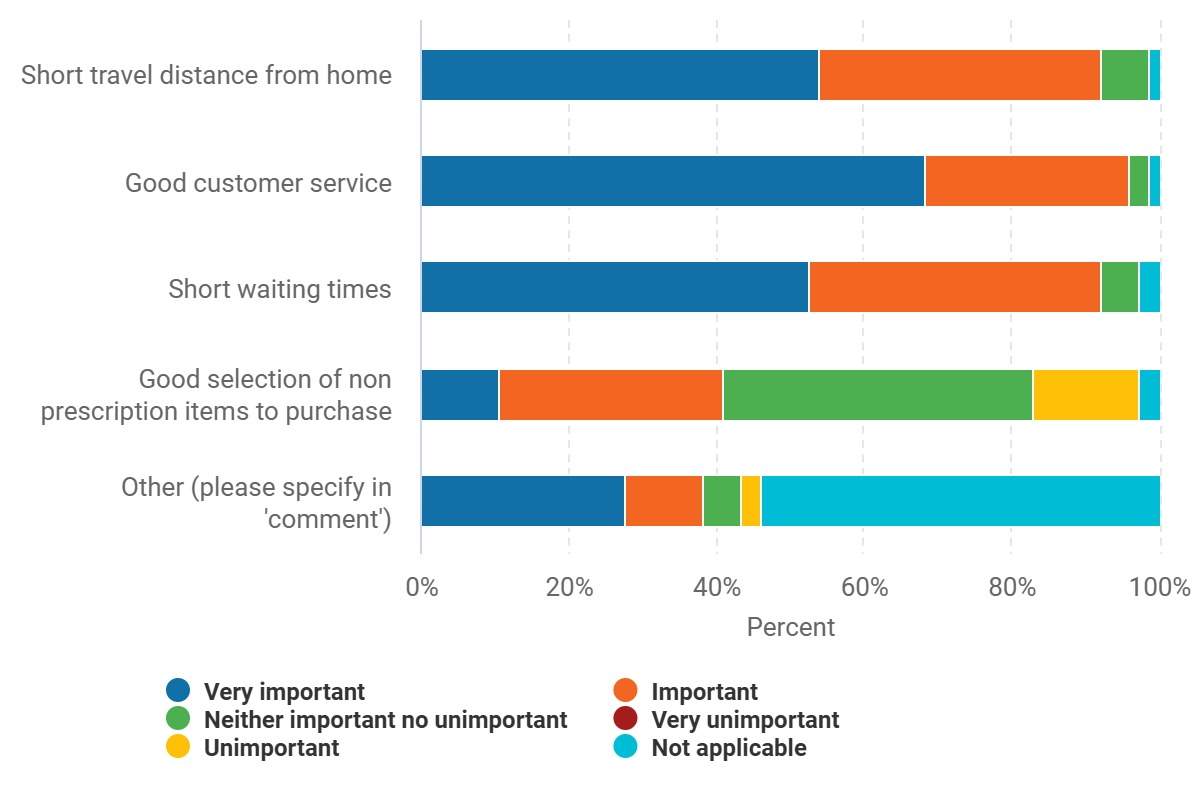 Short travel distance from home
Good customer service
Short waiting times
Good selection of non
prescription items to purchase
Other (please specify in
'comment')
0%
20%
40%
60%
80%
100%
Percent
Very important
Important
Neither important no unimportant
Very unimportant
Unimportant
Not applicable